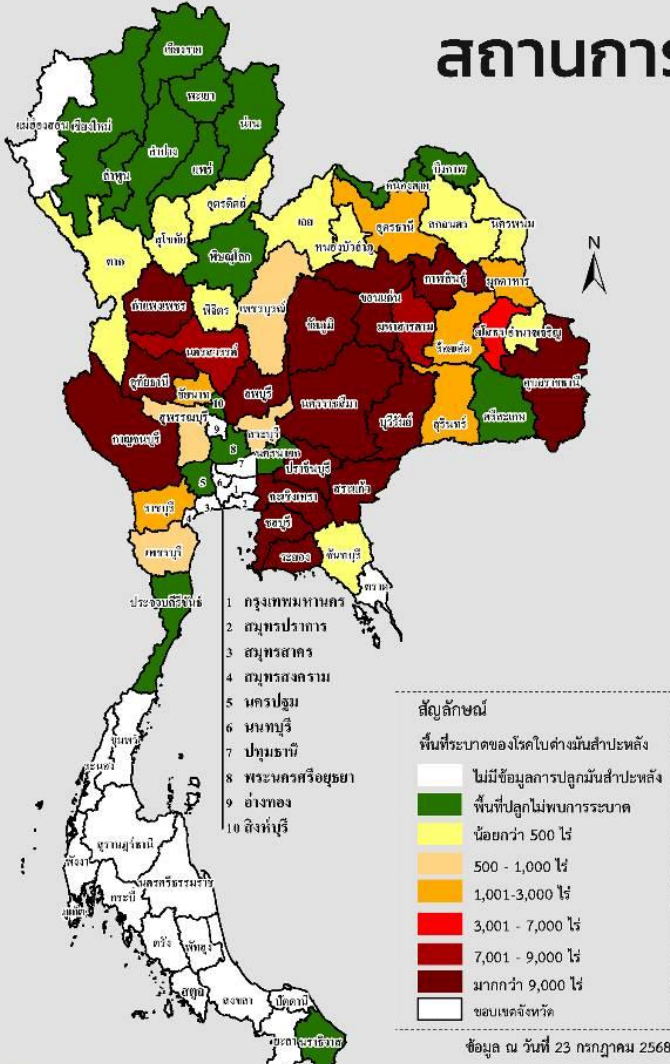 สถานการ
เชียงราย
พะเยา
น่าน
แม่ฮ่องสอน
เชียงใหม่
ลำปาง
ลำพูน
แพร่
อุตรดิตถ์
สุโขทัย
ตาก
พิษณุโลก
เลย
หนองบัวลำภู
หนองคาย
บึงกาฬ
อุดรธานี
สกลนคร
นครพนม
N
กำแพงเพชร
พิจิตร
เพชรบูรณ์
ขอนแก่น
กาฬสินธุ์
มุกดาหาร
ชัยภูมิ
มหาสารคาม
ร้อยเอ็ด
ยโสธร
อำนาจเจริญ
นครสวรรค์
อุทัยธานี
ชัยนาท
ลพบุรี
นครราชสีมา
บุรีรัมย์
สุรินทร์
ศรีสะเกษ
อุบลราชธานี
10
สุพรรณบุรี
9
สระบุรี
กาญจนบุรี
8
นครนายก
7
ปราจีนบุรี
5
6
1
ฉะเชิงเทรา
สระแก้ว
2
3
4
ราชบุรี
ชลบุรี
เพชรบุรี
ระยอง
จันทบุรี
ตราด
ประจวบคีรีขันธ์
1 กรุงเทพมหานคร
2 สมุทรปราการ
3 สมุทรสาคร
4 สมุทรสงคราม
5 นครปฐม
6 นนทบุรี
7 ปทุมธานี
8 พระนครศรีอยุธยา
9 อ่างทอง
10 สิงห์บุรี
ชุมพร
ระนอง
สุราษฎร์ธานี
พังงา
กระบี่
นครศรีธรรมราช
ภูเก็ต
ตรัง
พัทลุง
สตูล
สงขลา
ปัตตานี
ยะลา
นราธิวาส
สัญลักษณ์
พื้นที่ระบาดของโรคใบด่างมันสำปะหลัง
ไม่มีข้อมูลการปลูกมันสำปะหลัง
พื้นที่ปลูกไม่พบการระบาด
น้อยกว่า 500 ไร่
500 - 1,000 ไร่
1,001-3,000 ไร่
3,001 - 7,000 ไร่
7,001 - 9,000 ไร่
มากกว่า 9,000 ไร่
ขอบเขตจังหวัด
ข้อมูล ณ วันที่ 23 กรกฎาคม 2568